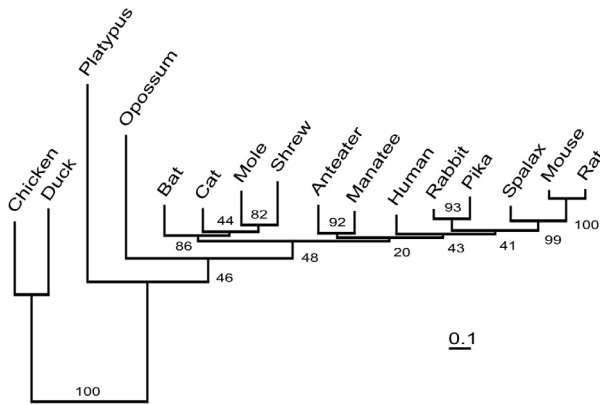 Chicken
Duck
Platypus
Opossum
Bat
Cat
Mole
Shrew
Anteater
Manatee
Human
Rabbit
Pika
Spalax
Mouse
Rat
44
82
92
93
100
86
48
20
43
41
99
46
0.1
100